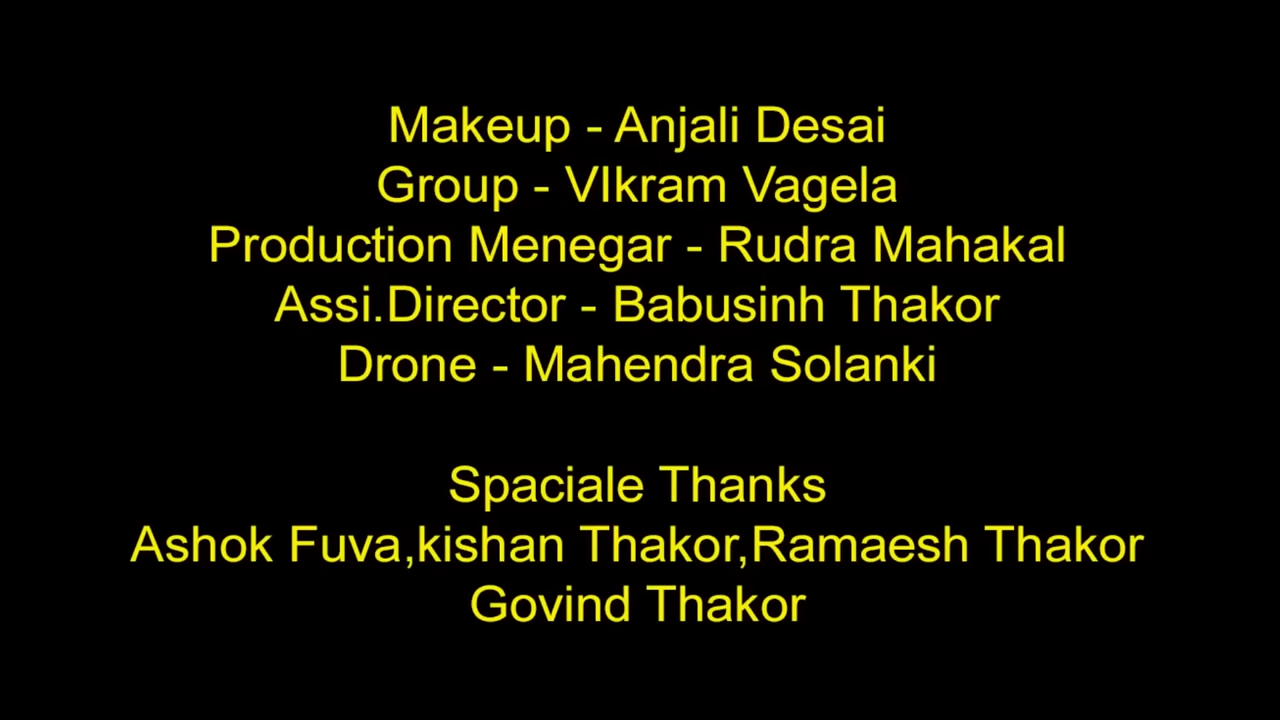 Makeup - Anjali Desai
Group - VIkram Vagela
Production Menegar - Rudra Mahakal
Assi.Director - Babusinh Thakor
Drone - Mahendra Solanki
Spaciale Thanks
Ashok Fuva,kishan Thakor,Ramaesh Thakor
Govind Thakor